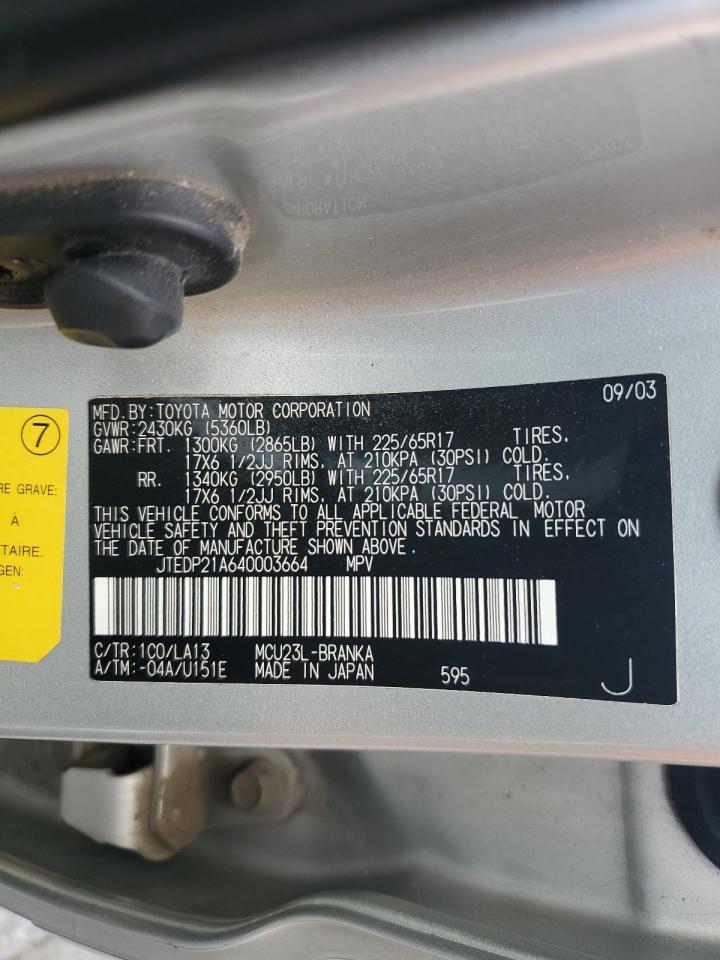 09/03
MFD. BY: TOYOTA MOTOR CORPORATION
GVWR: 2430KG (5360LB)
GAWR: FRT. 1300KG (2865LB) WITH 225/65R17 TIRES,
17X6 1/2JJ RIMS, AT 210KPA (30PSI) COLD.
RR. 1340KG (2950LB) WITH 225/65R17 TIRES,
17X6 1/2JJ RIMS, AT 210KPA (30PSI) COLD.
THIS VEHICLE CONFORMS TO ALL APPLICABLE FEDERAL MOTOR
VEHICLE SAFETY AND THEFT PREVENTION STANDARDS IN EFFECT ON
THE DATE OF MANUFACTURE SHOWN ABOVE.
JTEDP21A640003664 MPV
C/TR: 1C0/LA13 MCU23L-BRANKA
A/TM: -04A/U151E MADE IN JAPAN 595 J
7
GRAVE:
À